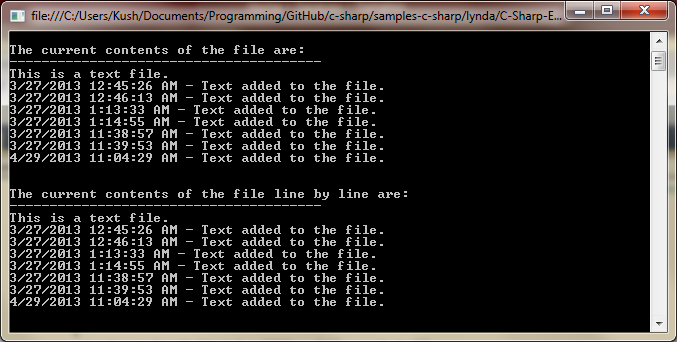 file:///C:/Users/Kush/Documents/Programming/GitHub/c-sharp/samples-c-sharp/lynda/C-Sharp-E...
The current contents of the file are:
---------------------------------------
This is a text file.
3/27/2013 12:45:26 AM - Text added to the file.
3/27/2013 12:46:13 AM - Text added to the file.
3/27/2013 1:13:33 AM - Text added to the file.
3/27/2013 1:14:55 AM - Text added to the file.
3/27/2013 11:38:57 AM - Text added to the file.
3/27/2013 11:39:53 AM - Text added to the file.
4/29/2013 11:04:29 AM - Text added to the file.
The current contents of the file line by line are:
---------------------------------------
This is a text file.
3/27/2013 12:45:26 AM - Text added to the file.
3/27/2013 12:46:13 AM - Text added to the file.
3/27/2013 1:13:33 AM - Text added to the file.
3/27/2013 1:14:55 AM - Text added to the file.
3/27/2013 11:38:57 AM - Text added to the file.
3/27/2013 11:39:53 AM - Text added to the file.
4/29/2013 11:04:29 AM - Text added to the file.